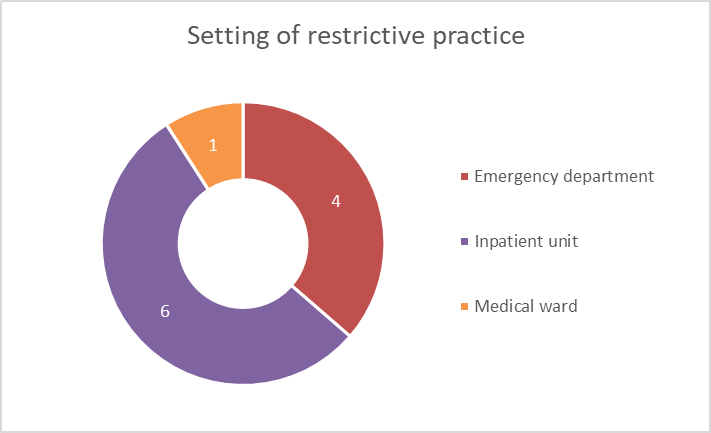 Setting of restrictive practice
1
4
6
Emergency department
Inpatient unit
Medical ward